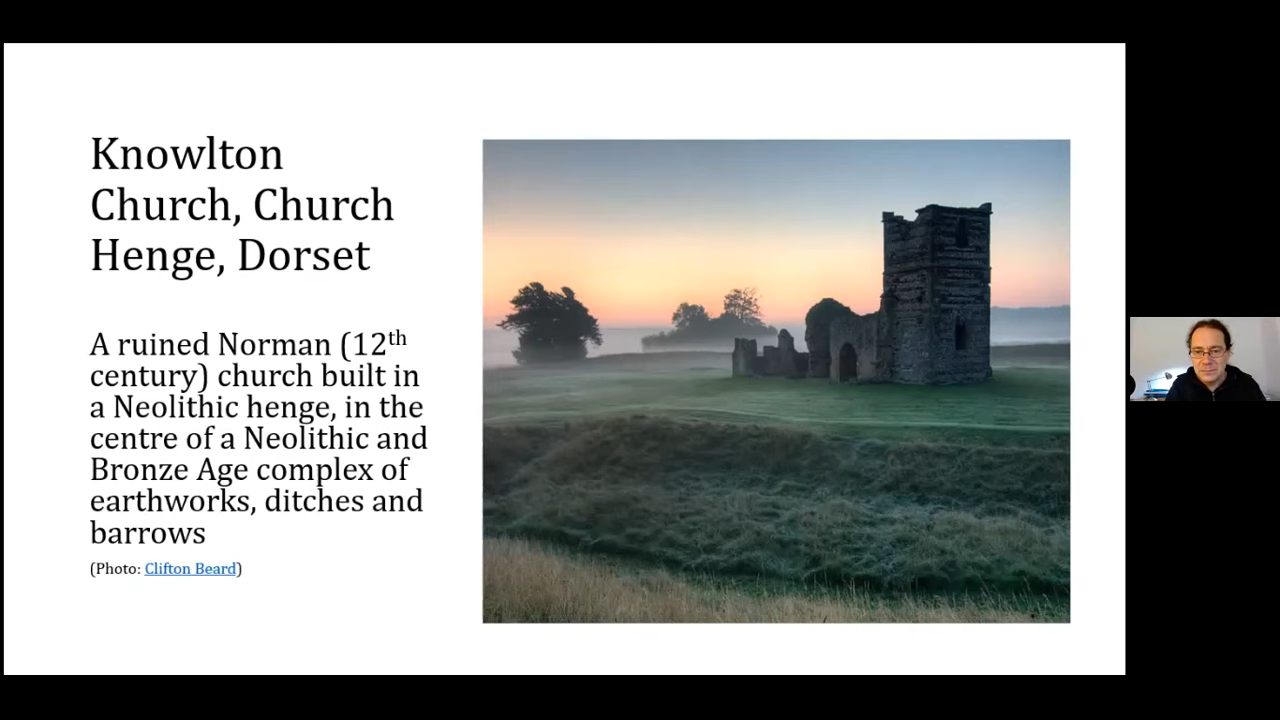 Knowlton
Church, Church
Henge, Dorset
A ruined Norman (12th
century) church built in
a Neolithic henge, in the
centre of a Neolithic and
Bronze Age complex of
earthworks, ditches and
barrows
(Photo: Clifton Beard)